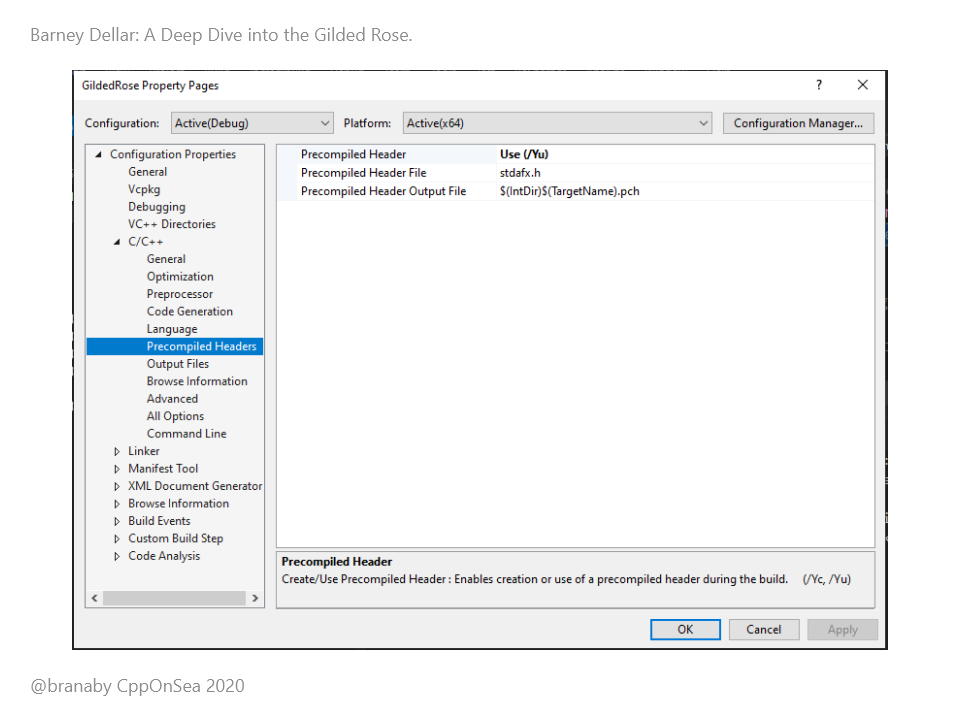 Barney Dellar: A Deep Dive into the Gilded Rose.
GildedRose Property Pages
Configuration: Active(Debug) Platform: Active(x64) Configuration Manager...
Configuration Properties
General
Vcpkg
Debugging
VC++ Directories
C/C++
General
Optimization
Preprocessor
Code Generation
Language
Precompiled Headers
Output Files
Browse Information
Advanced
All Options
Command Line
Linker
Manifest Tool
XML Document Generator
Browse Information
Build Events
Custom Build Step
Code Analysis
Precompiled Header Use (/Yu)
Precompiled Header File stdafx.h
Precompiled Header Output File $(IntDir)$(TargetName).pch
Precompiled Header
Create/Use Precompiled Header : Enables creation or use of a precompiled header during the build. (/Yc, /Yu)
OK Cancel Apply
@branaby CppOnSea 2020